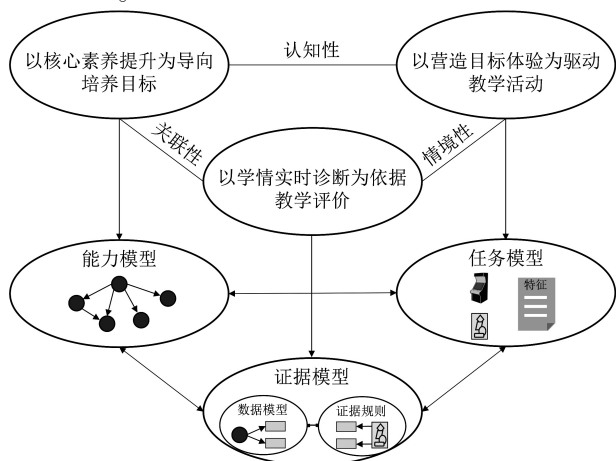 以核心素养提升为导向
培养目标
认知性
以营造目标体验为驱动
教学活动
关联性
情境性
以学情实时诊断为依据
教学评价
能力模型
任务模型
特征
证据模型
数据模型
证据规则